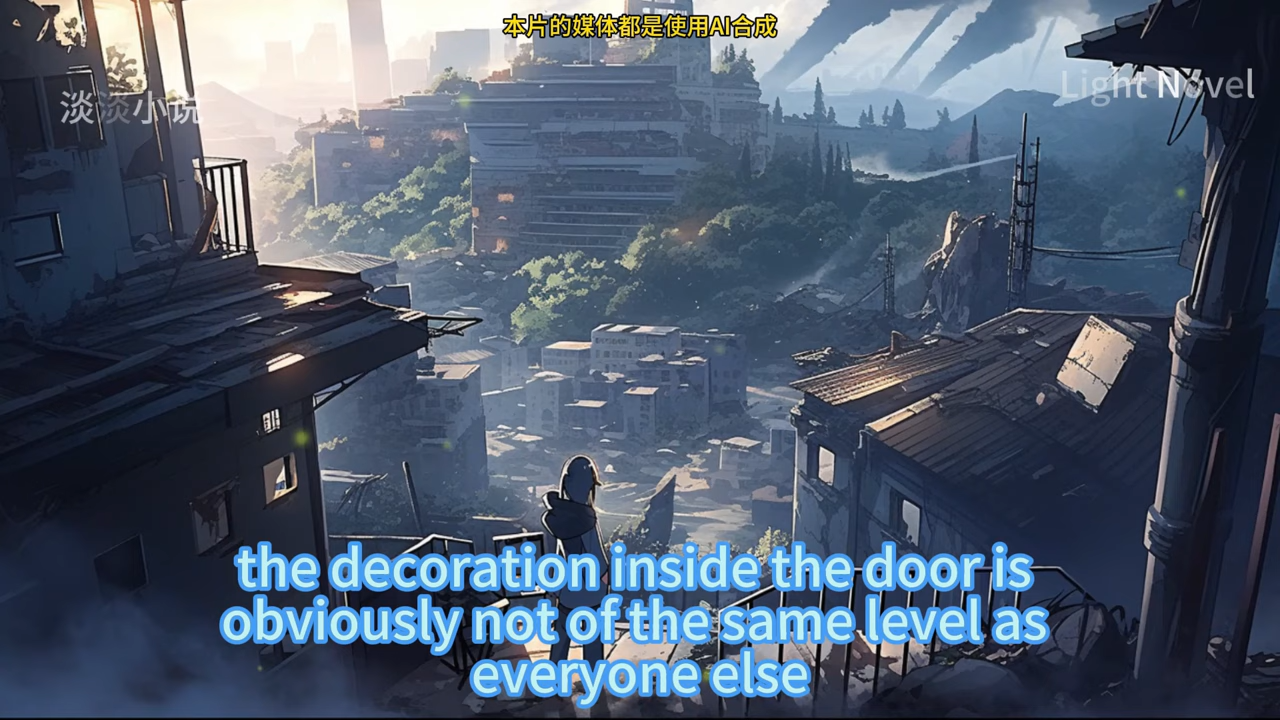 本片的媒体都是使用AI合成
淡淡小说
Light Novel
the decoration inside the door is
obviously not of the same level as
everyone else